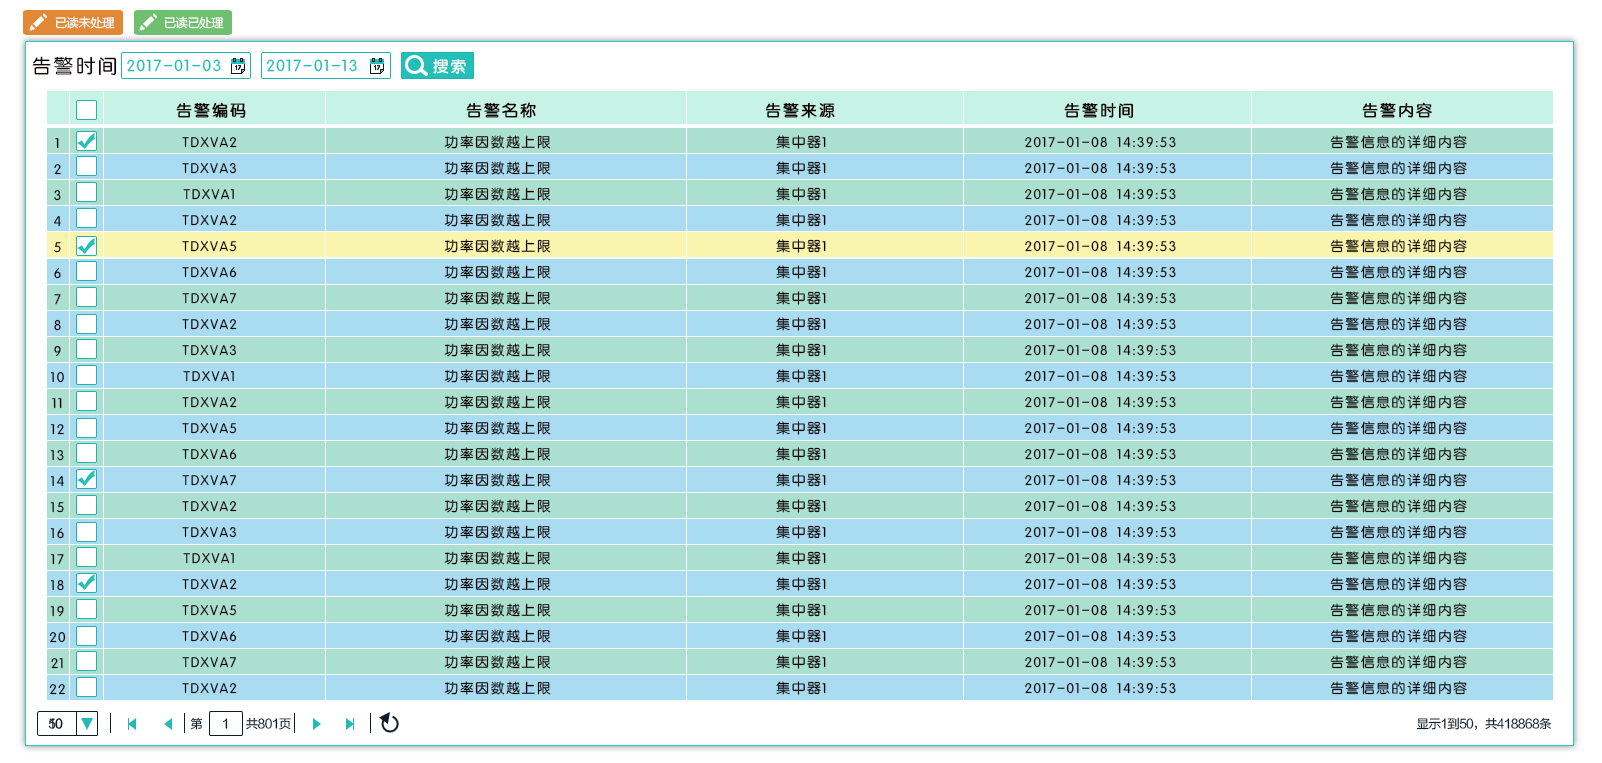 已读未处理 已读已处理
告警时间 2017-01-03 2017-01-13 搜索
告警编码 告警名称 告警来源 告警时间 告警内容
1 TDXVA2 功率因数越上限 集中器1 2017-01-08 14:39:53 告警信息的详细内容
2 TDXVA3 功率因数越上限 集中器1 2017-01-08 14:39:53 告警信息的详细内容
3 TDXVA1 功率因数越上限 集中器1 2017-01-08 14:39:53 告警信息的详细内容
4 TDXVA2 功率因数越上限 集中器1 2017-01-08 14:39:53 告警信息的详细内容
5 TDXVA5 功率因数越上限 集中器1 2017-01-08 14:39:53 告警信息的详细内容
6 TDXVA6 功率因数越上限 集中器1 2017-01-08 14:39:53 告警信息的详细内容
7 TDXVA7 功率因数越上限 集中器1 2017-01-08 14:39:53 告警信息的详细内容
8 TDXVA2 功率因数越上限 集中器1 2017-01-08 14:39:53 告警信息的详细内容
9 TDXVA3 功率因数越上限 集中器1 2017-01-08 14:39:53 告警信息的详细内容
10 TDXVA1 功率因数越上限 集中器1 2017-01-08 14:39:53 告警信息的详细内容
11 TDXVA2 功率因数越上限 集中器1 2017-01-08 14:39:53 告警信息的详细内容
12 TDXVA5 功率因数越上限 集中器1 2017-01-08 14:39:53 告警信息的详细内容
13 TDXVA6 功率因数越上限 集中器1 2017-01-08 14:39:53 告警信息的详细内容
14 TDXVA7 功率因数越上限 集中器1 2017-01-08 14:39:53 告警信息的详细内容
15 TDXVA2 功率因数越上限 集中器1 2017-01-08 14:39:53 告警信息的详细内容
16 TDXVA3 功率因数越上限 集中器1 2017-01-08 14:39:53 告警信息的详细内容
17 TDXVA1 功率因数越上限 集中器1 2017-01-08 14:39:53 告警信息的详细内容
18 TDXVA2 功率因数越上限 集中器1 2017-01-08 14:39:53 告警信息的详细内容
19 TDXVA5 功率因数越上限 集中器1 2017-01-08 14:39:53 告警信息的详细内容
20 TDXVA6 功率因数越上限 集中器1 2017-01-08 14:39:53 告警信息的详细内容
21 TDXVA7 功率因数越上限 集中器1 2017-01-08 14:39:53 告警信息的详细内容
22 TDXVA2 功率因数越上限 集中器1 2017-01-08 14:39:53 告警信息的详细内容
50 第 1 共801页 显示1到50，共418868条